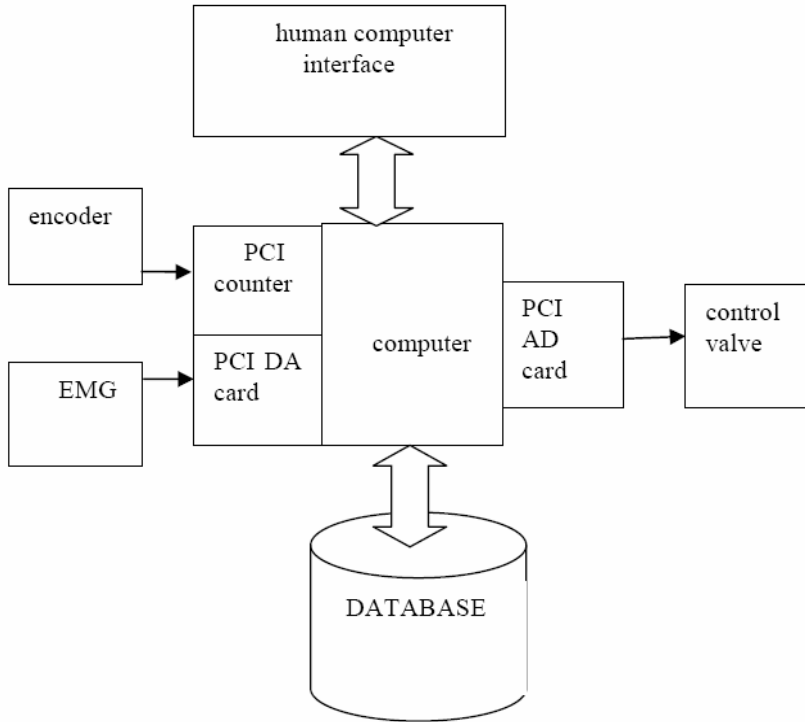 human computer
interface
encoder
PCI
counter
EMG
PCI DA
card
computer
PCI
AD
card
control
valve
DATABASE